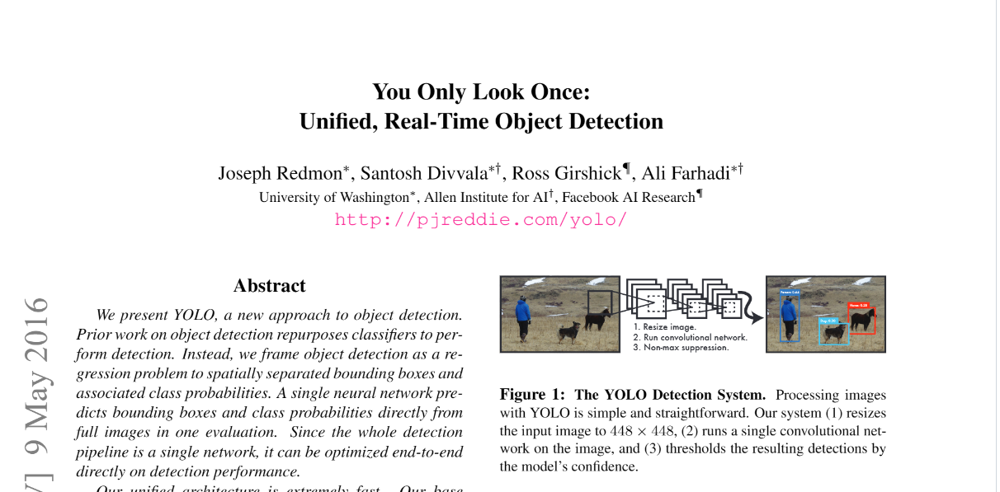 You Only Look Once:
Unified, Real-Time Object Detection
Joseph Redmon*, Santosh Divvala*†, Ross Girshick¶, Ali Farhadi*†
University of Washington*, Allen Institute for AI†, Facebook AI Research¶
http://pjreddie.com/yolo/
Abstract
We present YOLO, a new approach to object detection.
Prior work on object detection repurposes classifiers to per-
form detection. Instead, we frame object detection as a re-
gression problem to spatially separated bounding boxes and
associated class probabilities. A single neural network pre-
dicts bounding boxes and class probabilities directly from
full images in one evaluation. Since the whole detection
pipeline is a single network, it can be optimized end-to-end
directly on detection performance.
Our unified architecture is extremely fast. Our base
1. Resize image.
2. Run convolutional network.
3. Non-max suppression.
Figure 1: The YOLO Detection System. Processing images
with YOLO is simple and straightforward. Our system (1) resizes
the input image to 448 × 448, (2) runs a single convolutional net-
work on the image, and (3) thresholds the resulting detections by
the model's confidence.
V] 9 May 2016